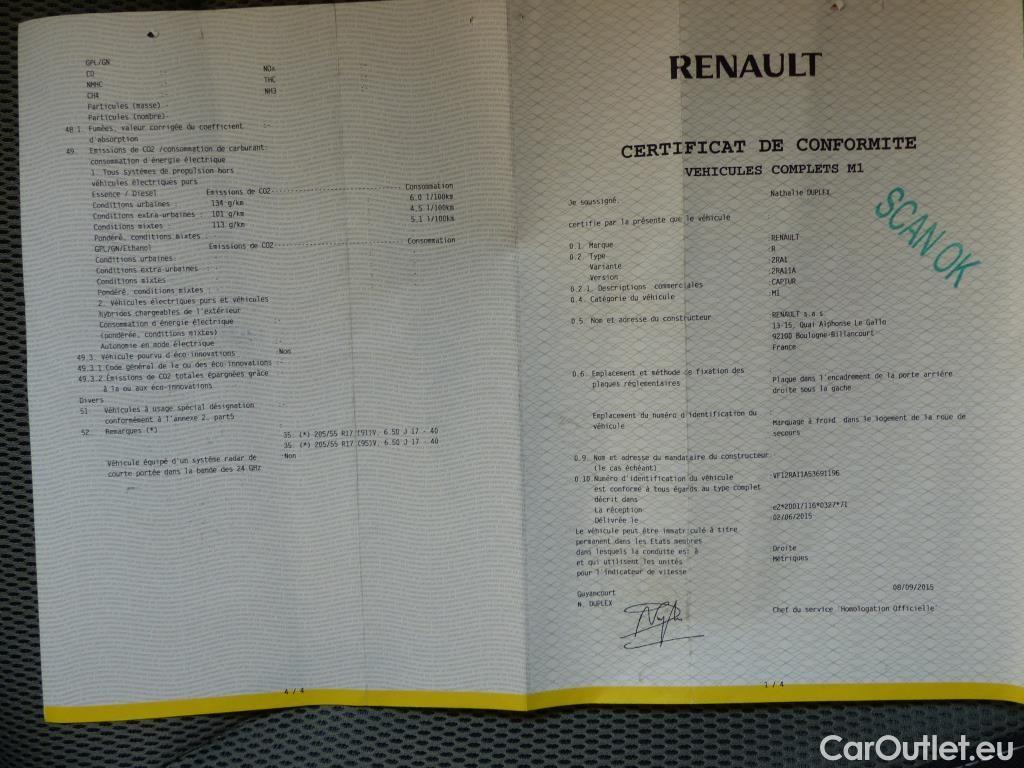 GPL/GN
CO : NOx :
NMHC : THC :
CH4 : NH3 :
Particules (masse)
Particules (nombre)
48.1. Fumées, valeur corrigée du coefficient :-
d'absorption
49. Emissions de CO2 /consommation de carburant:
consommation d'énergie électrique
1. Tous systèmes de propulsion hors
véhicules électriques purs
Essence / Diesel Emissions de CO2 Consommation
Conditions urbaines : 134 g/km 6.0 l/100km
Conditions extra-urbaines : 101 g/km 4.5 l/100km
Conditions mixtes : 113 g/km 5.1 l/100km
Pondéré, conditions mixtes :
GPL/GN/Ethanol Emissions de CO2 Consommation
Conditions urbaines:
Conditions extra-urbaines :
Conditions mixtes :
Pondéré, conditions mixtes :
2. Véhicules électriques purs et véhicules
hybrides chargeables de l'extérieur
Consommation d'énergie électrique
(pondérée, conditions mixtes)
Autonomie en mode électrique
49.3. Véhicule pourvu d'éco-innovations :Non
49.3.1 Code général de la ou des éco-innovations :
49.3.2 Emissions de CO2 totales épargnées grâce
à la ou aux éco-innovations
Divers
51 Véhicules à usage spécial désignation
conformément à l'annexe 2. part5
52 Remarques (*)
35. (*) 205/55 R17 (91)V, 6.50 J 17 - 40
35. (*) 205/55 R17 (95)V, 6.50 J 17 - 40
Véhicule équipé d'un système radar de :Non
courte portée dans la bande des 24 GHz
4 / 4
RENAULT
CERTIFICAT DE CONFORMITE
VEHICULES COMPLETS M1
SCAN OK
Je soussigné. Nathalie DUPLEX
certifie par la présente que le véhicule
0.1. Marque :RENAULT
0.2. Type :R
Variante :2RA1
Version :2RA11A
0.2.1. Descriptions commerciales :CAPTUR
0.4. Catégorie du véhicule :M1
0.5. Nom et adresse du constructeur :RENAULT s.a.s
13-15, Quai Alphonse Le Gallo
92100 Boulogne-Billancourt
France
0.6. Emplacement et méthode de fixation des
plaques réglementaires :Plaque dans l'encadrement de la porte arrière
droite sous la gache
Emplacement du numéro d'identification du
véhicule :Marquage à froid dans le logement de la roue de
secours
0.9. Nom et adresse du mandataire du constructeur:
(le cas échéant)
0.10.Numéro d'identification du véhicule :VF12RA11A53691196
est conforme à tous égards au type complet
décrit dans
La réception :e2*2001/116*0327*71
Délivrée le :02/06/2015
Le véhicule peut être immatriculé à titre
permanent dans les Etats membres
dans lesquels la conduite est à :Droite
et qui utilisent les unités :Métriques
pour l'indicateur de vitesse
Guyancourt 08/09/2015
N. DUPLEX Chef du service 'Homologation Officielle'
1 / 4
CarOutlet.eu